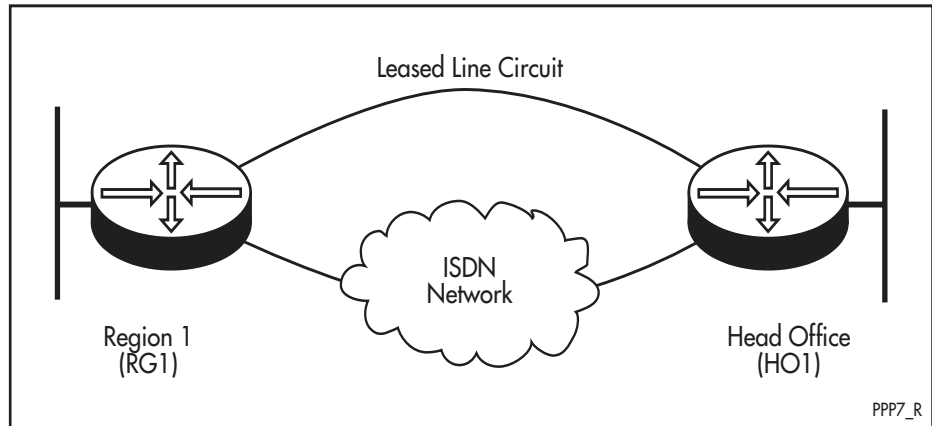 Leased Line Circuit
ISDN
Network
Region 1
(RG1)
Head Office
(HO1)
PPP7_R